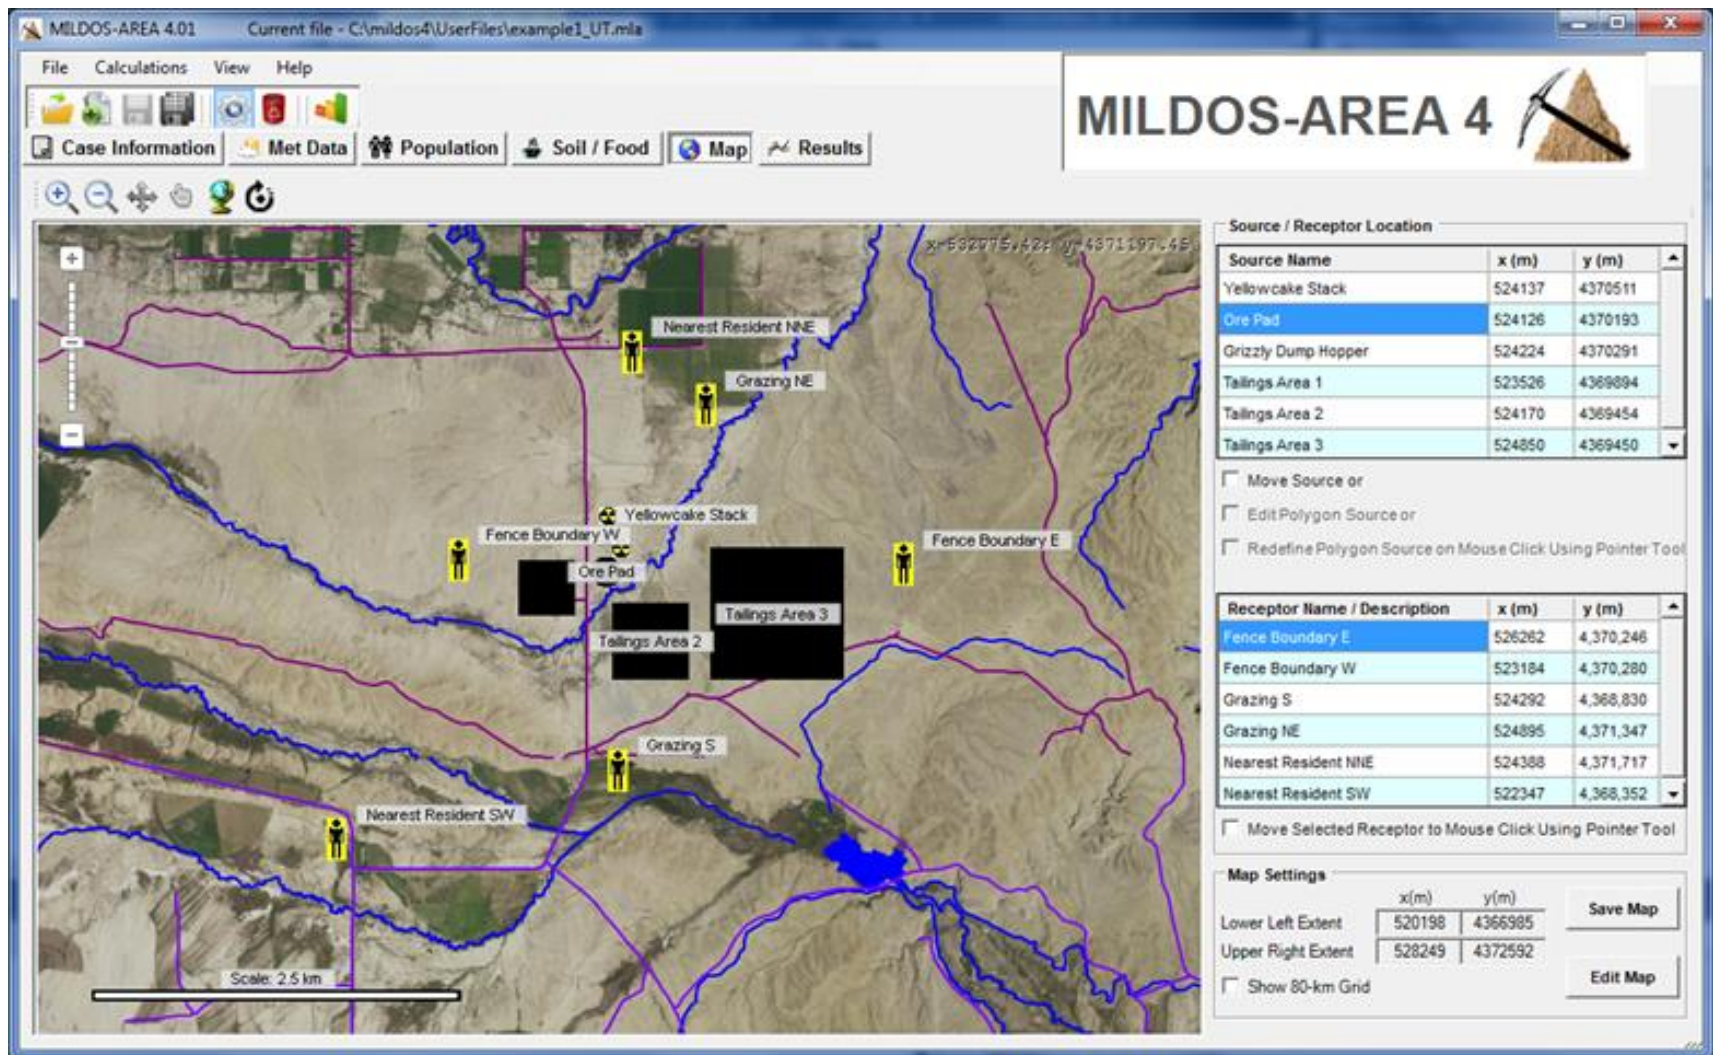 MILDOS-AREA 4.01 Current file - C:\mildos4\UserFiles\example1_UT.mla
File Calculations View Help
MILDOS-AREA 4
Case Information Met Data Population Soil / Food Map Results
x=532075.42; y=4371197.45
Nearest Resident NNE
Grazing NE
Yellowcake Stack
Fence Boundary W
Fence Boundary E
Ore Pad
Tailings Area 3
Tailings Area 2
Grazing S
Nearest Resident SW
Scale: 2.5 km
Source / Receptor Location
Source Name x (m) y (m)
Yellowcake Stack 524137 4370511
Ore Pad 524126 4370193
Grizzly Dump Hopper 524224 4370291
Tailings Area 1 523526 4369894
Tailings Area 2 524170 4369454
Tailings Area 3 524850 4369450
Move Source or
Edit Polygon Source or
Redefine Polygon Source on Mouse Click Using Pointer Tool
Receptor Name / Description x (m) y (m)
Fence Boundary E 526262 4,370,246
Fence Boundary W 523184 4,370,280
Grazing S 524292 4,368,830
Grazing NE 524895 4,371,347
Nearest Resident NNE 524388 4,371,717
Nearest Resident SW 522347 4,368,352
Move Selected Receptor to Mouse Click Using Pointer Tool
Map Settings
x(m) y(m)
Lower Left Extent 520198 4366985
Upper Right Extent 528249 4372592
Show 80-km Grid
Save Map
Edit Map